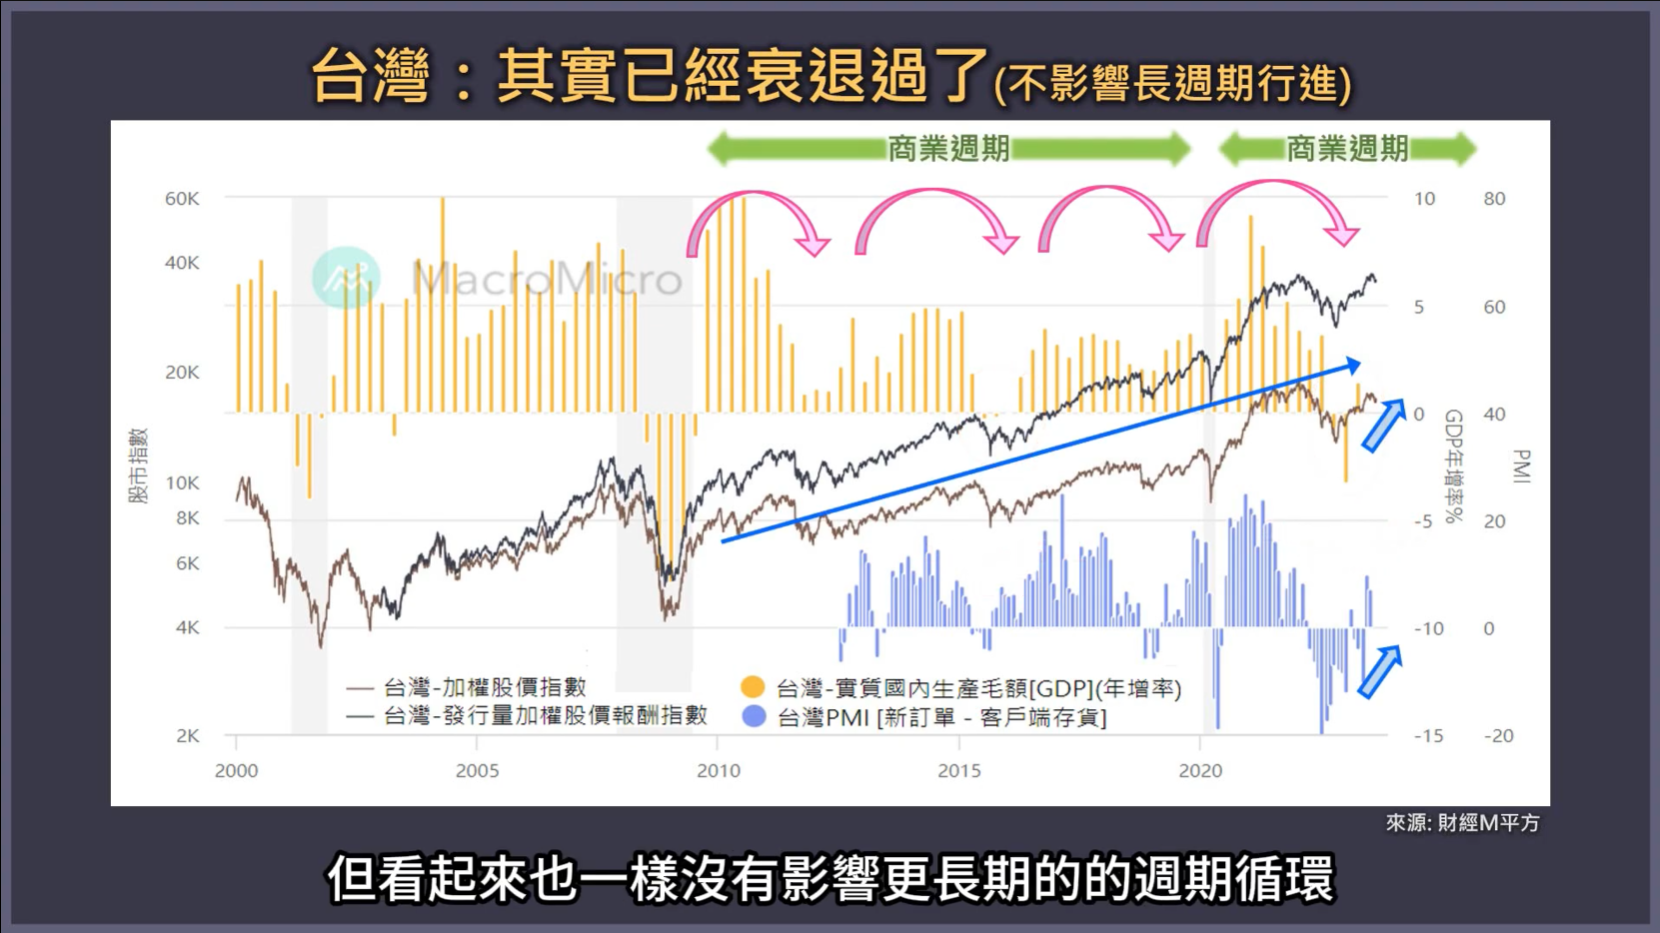 台灣：其實已經衰退過了(不影響長週期行進)
商業週期 商業週期
60K 10 80
40K MacroMicro
5 60
20K
0 40
股市指數 GDP年增率% PMI
10K
8K -5 20
6K
4K -10 0
台灣-加權股價指數 台灣-實質國內生產毛額[GDP](年增率)
台灣-發行量加權股價報酬指數 台灣PMI [新訂單 - 客戶端存貨]
2K -15 -20
2000 2005 2010 2015 2020
來源: 財經M平方
但看起來也一樣沒有影響更長期的的週期循環